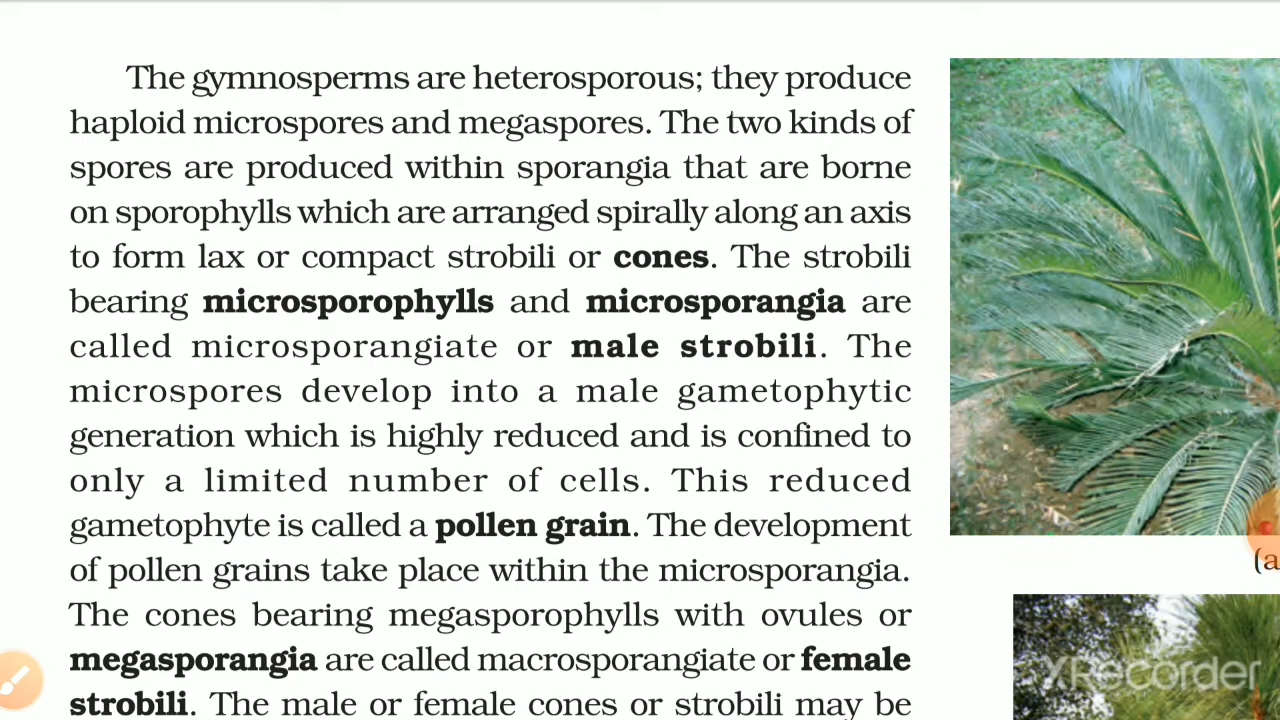 The gymnosperms are heterosporous; they produce
haploid microspores and megaspores. The two kinds of
spores are produced within sporangia that are borne
on sporophylls which are arranged spirally along an axis
to form lax or compact strobili or cones. The strobili
bearing microsporophylls and microsporangia are
called microsporangiate or male strobili. The
microspores develop into a male gametophytic
generation which is highly reduced and is confined to
only a limited number of cells. This reduced
gametophyte is called a pollen grain. The development
of pollen grains take place within the microsporangia.
The cones bearing megasporophylls with ovules or
megasporangia are called macrosporangiate or female
strobili. The male or female cones or strobili may be
(a
XRecorder